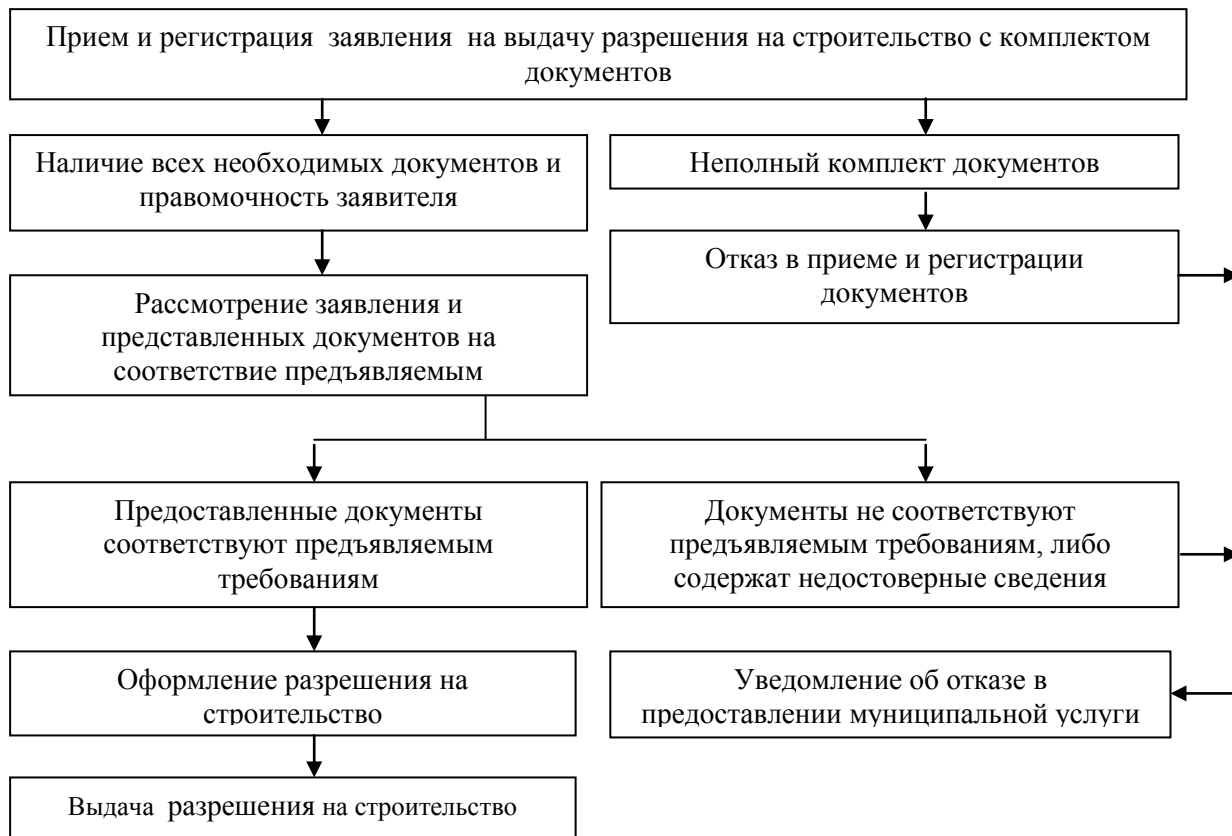 Прием и регистрация заявления на выдачу разрешения на строительство с комплектом
документов
Наличие всех необходимых документов и
правомочность заявителя
Неполный комплект документов
Отказ в приеме и регистрации
документов
Рассмотрение заявления и
представленных документов на
соответствие предъявляемым
Предоставленные документы
соответствуют предъявляемым
требованиям
Документы не соответствуют
предъявляемым требованиям, либо
содержат недостоверные сведения
Оформление разрешения на
строительство
Уведомление об отказе в
предоставлении муниципальной услуги
Выдача разрешения на строительство